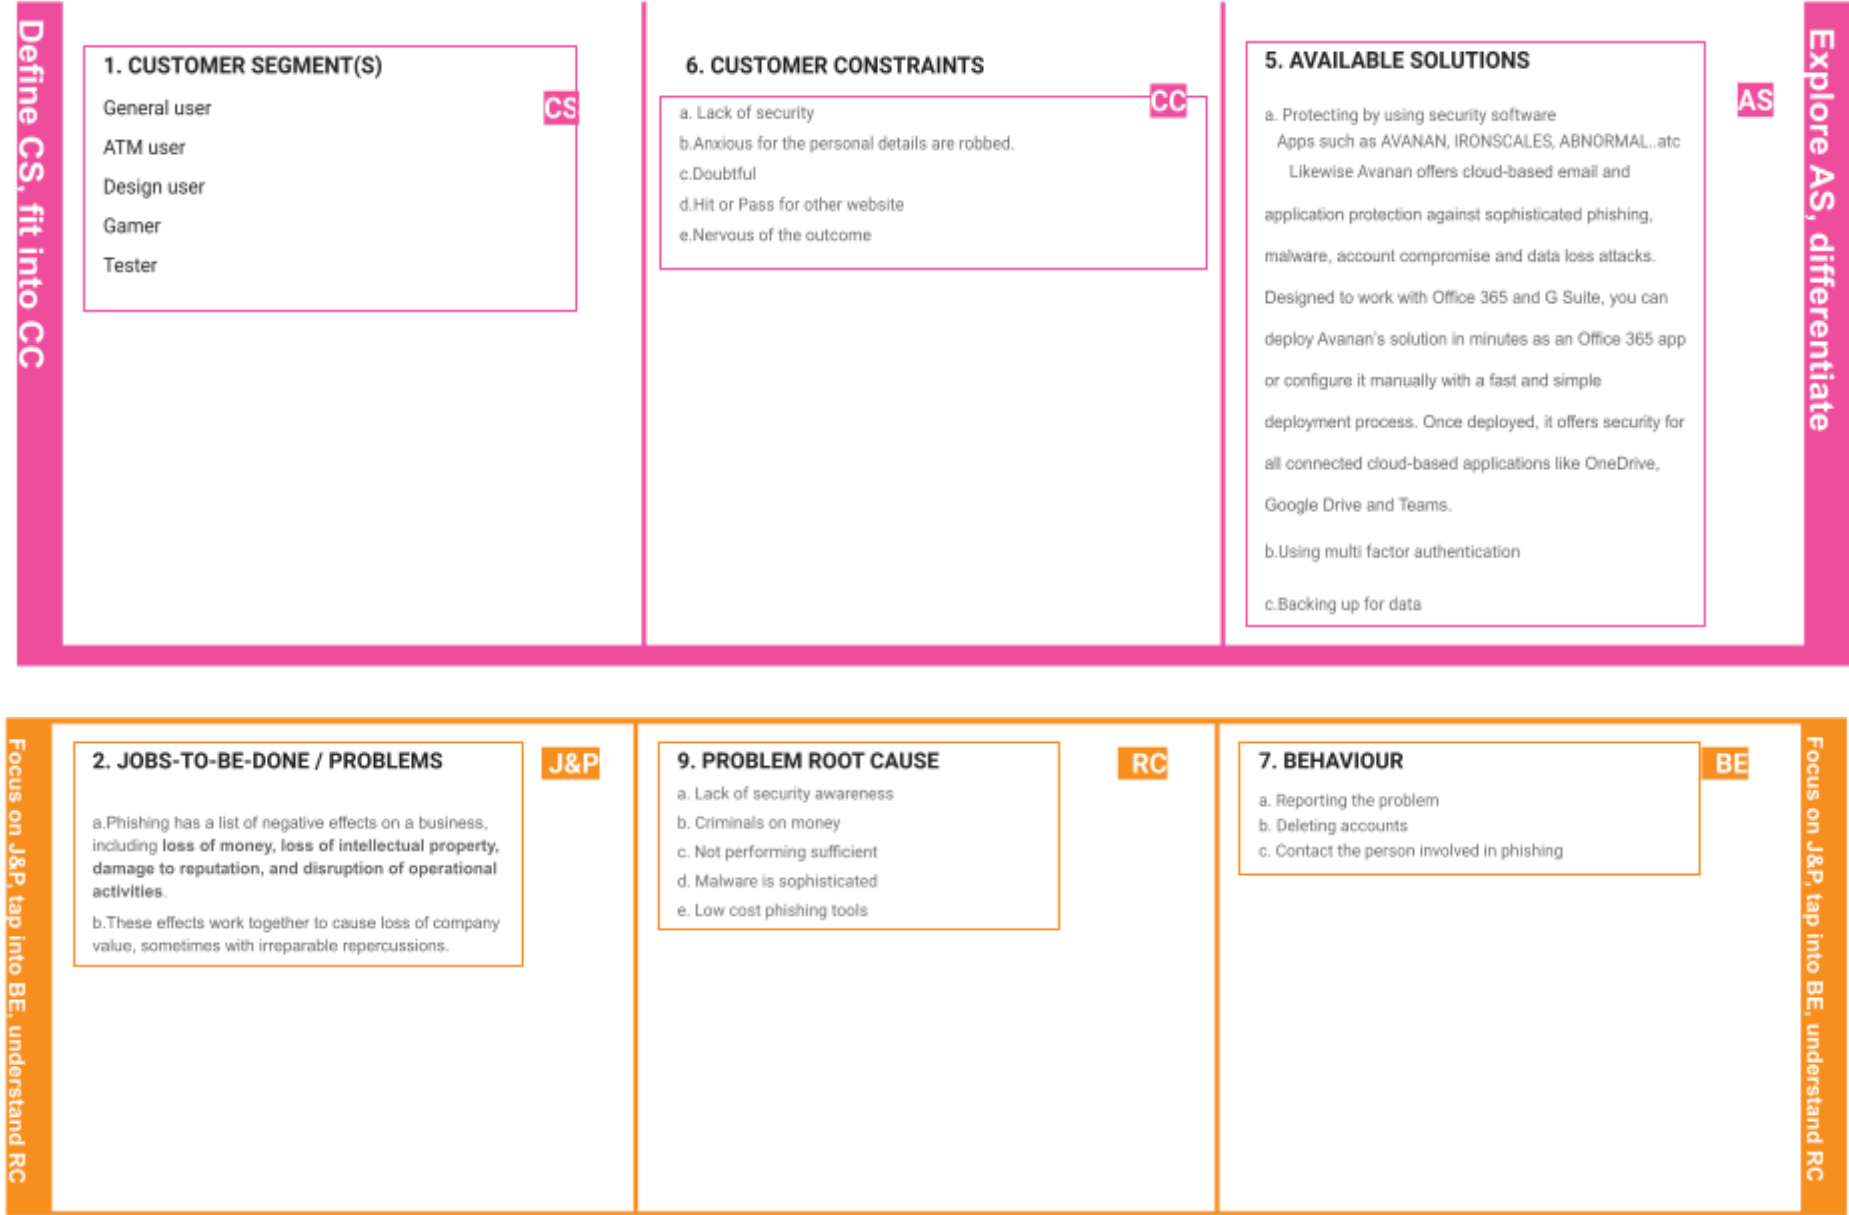 Define CS, fit into CC
1. CUSTOMER SEGMENT(S)
CS
General user
ATM user
Design user
Gamer
Tester
6. CUSTOMER CONSTRAINTS
CC
a. Lack of security
b.Anxious for the personal details are robbed.
c.Doubtful
d.Hit or Pass for other website
e.Nervous of the outcome
5. AVAILABLE SOLUTIONS
AS
a. Protecting by using security software
Apps such as AVANAN, IRONSCALES, ABNORMAL..atc
Likewise Avanan offers cloud-based email and
application protection against sophisticated phishing,
malware, account compromise and data loss attacks.
Designed to work with Office 365 and G Suite, you can
deploy Avanan's solution in minutes as an Office 365 app
or configure it manually with a fast and simple
deployment process. Once deployed, it offers security for
all connected cloud-based applications like OneDrive,
Google Drive and Teams.
b.Using multi factor authentication
c.Backing up for data
Explore AS, differentiate
Focus on J&P, tap into BE, understand RC
2. JOBS-TO-BE-DONE / PROBLEMS
J&P
a.Phishing has a list of negative effects on a business,
including loss of money, loss of intellectual property,
damage to reputation, and disruption of operational
activities.
b.These effects work together to cause loss of company
value, sometimes with irreparable repercussions.
9. PROBLEM ROOT CAUSE
RC
a. Lack of security awareness
b. Criminals on money
c. Not performing sufficient
d. Malware is sophisticated
e. Low cost phishing tools
7. BEHAVIOUR
BE
a. Reporting the problem
b. Deleting accounts
c. Contact the person involved in phishing
Focus on J&P, tap into BE, understand RC